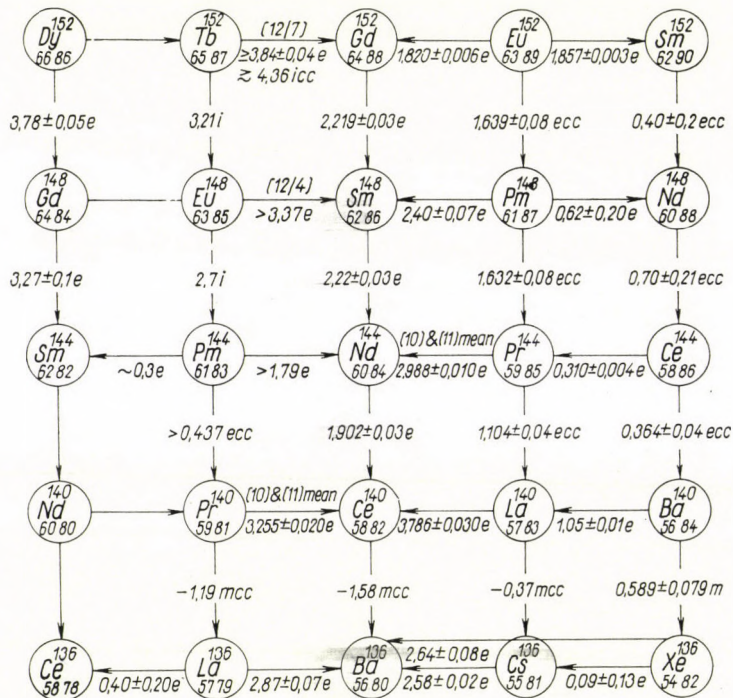 152 152 (12/7) 152 152 152
Dy Tb ≥3,84±0,04 e Gd 1,820±0,006 e Eu 1,857±0,003 e Sm
66 86 65 87 ≳ 4,36 icc 64 88 63 89 62 90
3,78±0,05 e 3,21 i 2,219±0,03 e 1,639±0,08 ecc 0,40±0,2 ecc
148 148 (12/4) 148 148 148
Gd Eu >3,37 e Sm 2,40±0,07 e Pm 0,62±0,20 e Nd
64 84 63 85 62 86 61 87 60 88
3,27±0,1 e 2,7 i 2,22±0,03 e 1,632±0,08 ecc 0,70±0,21 ecc
144 144 144 (10)&(11)mean 144 144
Sm ~0,3 e Pm >1,79 e Nd 2,988±0,010 e Pr 0,310±0,004 e Ce
62 82 61 83 60 84 59 85 58 86
>0,437 ecc 1,902±0,03 e 1,104±0,04 ecc 0,364±0,04 ecc
140 140 (10)&(11)mean 140 140 140
Nd Pr 3,255±0,020 e Ce 3,786±0,030 e La 1,05±0,01 e Ba
60 80 59 81 58 82 57 83 56 84
−1,19 mcc −1,58 mcc −0,37 mcc 0,589±0,079 m
136 136 136 2,64±0,08 e 136 136
Ce 0,40±0,20 e La 2,87±0,07 e Ba 2,58±0,02 e Cs 0,09±0,13 e Xe
58 78 57 79 56 80 55 81 54 82